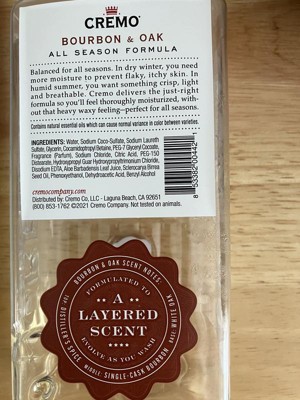 CREMO
BOURBON & OAK
ALL SEASON FORMULA
Balanced for all seasons. In dry winter, you need
more moisture to prevent flaky, itchy skin. In
humid summer, you want something crisp, light
and breathable. Cremo delivers the just-right
formula so you'll feel thoroughly moisturized, with-
out that heavy waxy feeling—perfect for all seasons.
Contains natural essential oils which can cause normal variance in color between varieties.
INGREDIENTS: Water, Sodium Coco-Sulfate, Sodium Laureth
Sulfate, Glycerin, Cocamidopropyl Betaine, PEG-7 Glyceryl Cocoate,
Fragrance (Parfum), Sodium Chloride, Citric Acid, PEG-150
Distearate, Hydroxypropyl Guar Hydroxypropyltrimonium Chloride,
Disodium EDTA, Aloe Barbadensis Leaf Juice, Sclerocarya Birrea
Seed Oil, Phenoxyethanol, Dehydroacetic Acid, Benzyl Alcohol
cremocompany.com
Distributed by: Cremo Co, LLC - Laguna Beach, CA 92651
(800) 853-1762 ©2021 Cremo Company. Not tested on animals.
BOURBON & OAK SCENT NOTES:
TOP: DISTILLER'S SPICE
MIDDLE: SINGLE-CASK BOURBON
BASE: WHITE OAK
FORMULATED TO
A
LAYERED
SCENT
EVOLVE AS YOU WASH